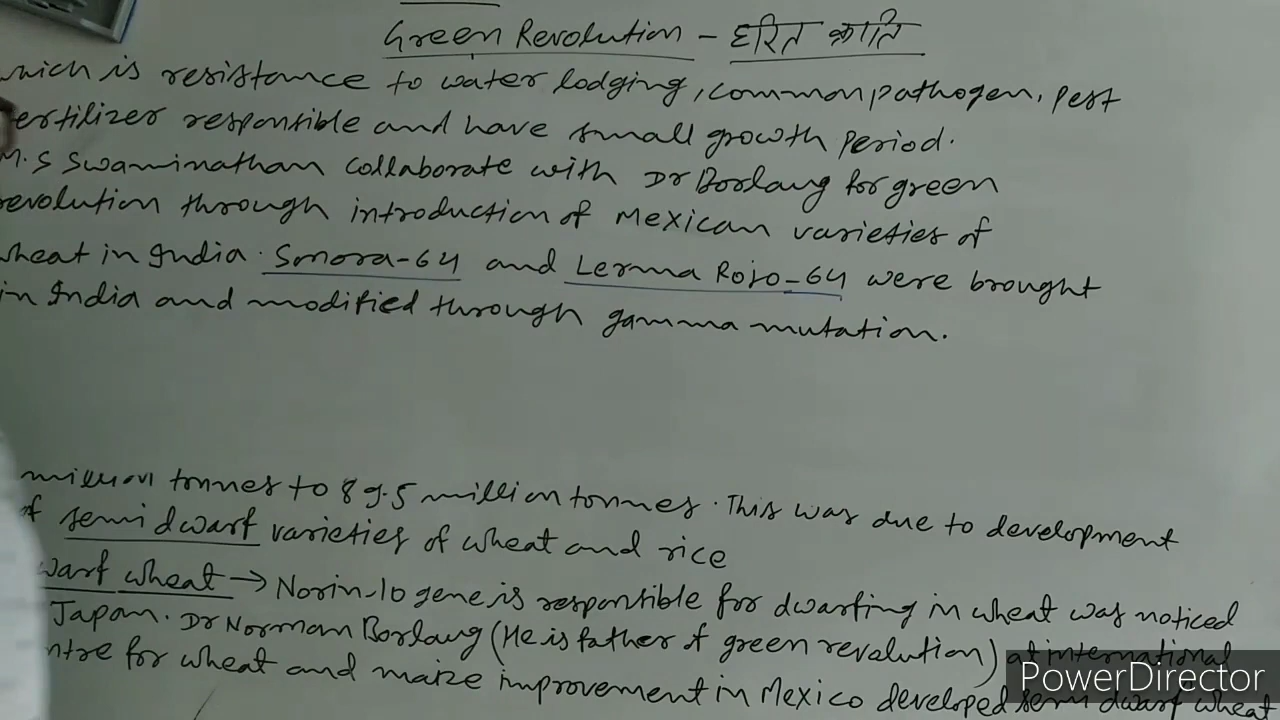 Green Revolution - हरित क्रांति
which is resistance to water lodging, common pathogen, pest
ertilizer responsible and have small growth period.
M.S Swaminathan collaborate with Dr Borlaug for green
revolution through introduction of Mexican varieties of
wheat in India. Sonora-64 and Lerma Rojo-64 were brought
in India and modified through gamma mutation.
million tonnes to 89.5 million tonnes. This was due to development
of semi dwarf varieties of wheat and rice
warf wheat → Norin-10 gene is responsible for dwarfing in wheat was noticed
Japan. Dr Norman Borlaug (He is father of green revolution) at international
ntre for wheat and maize improvement in Mexico developed semi dwarf wheat
PowerDirector